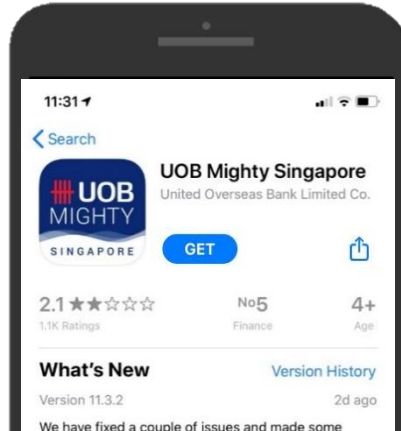 11:31
Search
UOB
MIGHTY
SINGAPORE
UOB Mighty Singapore
United Overseas Bank Limited Co.
GET
2.1
No5
4+
1.1K Ratings
Finance
Age
What's New
Version History
Version 11.3.2
2d ago
We have fixed a couple of issues and made some